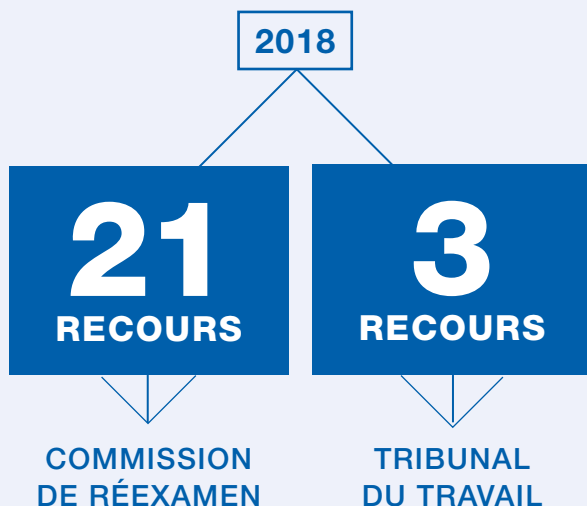 2018
21
RECOURS
3
RECOURS
COMMISSION
DE RÉEXAMEN
TRIBUNAL
DU TRAVAIL